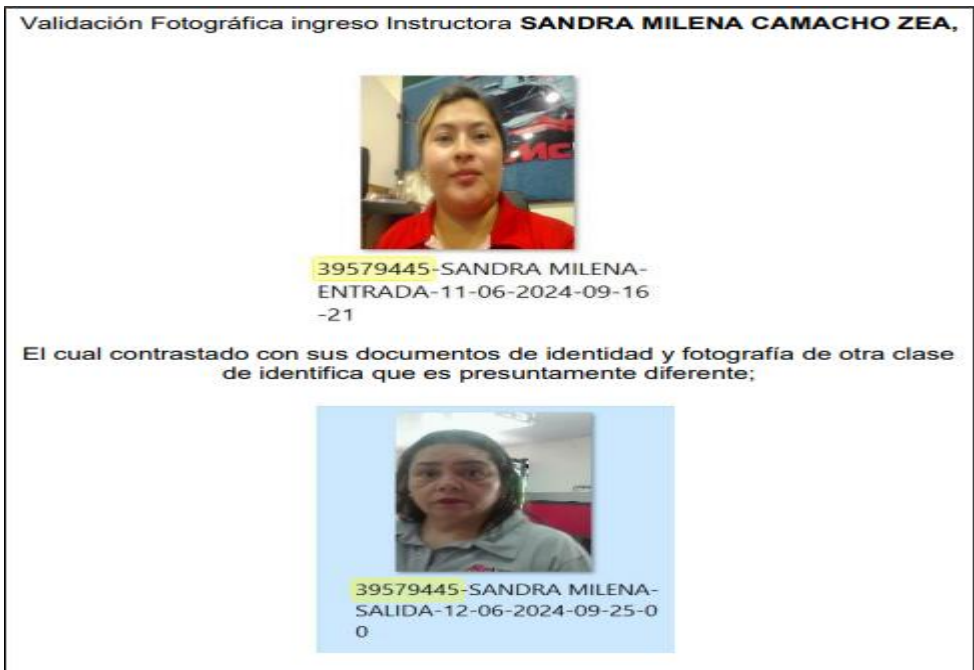 Validación Fotográfica ingreso Instructora SANDRA MILENA CAMACHO ZEA,
39579445-SANDRA MILENA-
ENTRADA-11-06-2024-09-16
-21
El cual contrastado con sus documentos de identidad y fotografía de otra clase
de identifica que es presuntamente diferente;
39579445-SANDRA MILENA-
SALIDA-12-06-2024-09-25-0
0